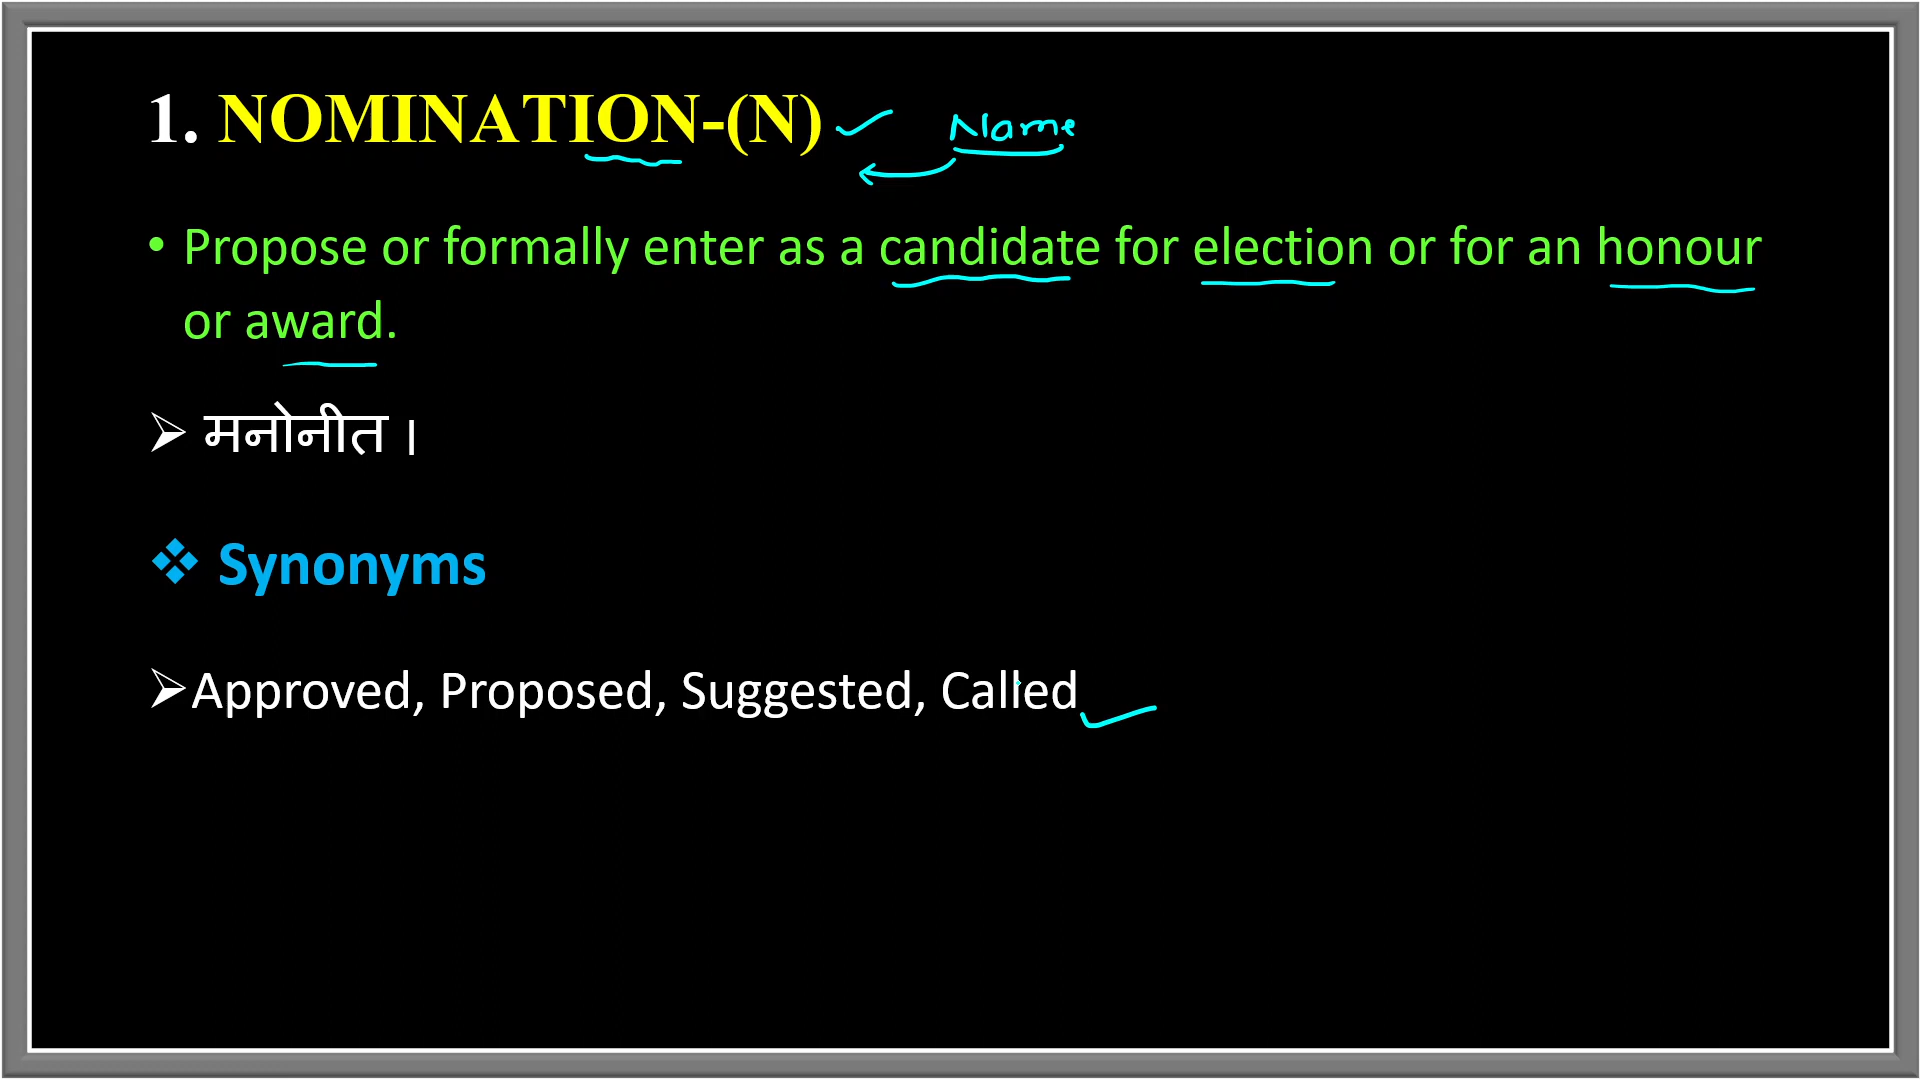 1. NOMINATION-(N) Name
• Propose or formally enter as a candidate for election or for an honour
or award.
➢ मनोनीत ।
❖ Synonyms
➢Approved, Proposed, Suggested, Called